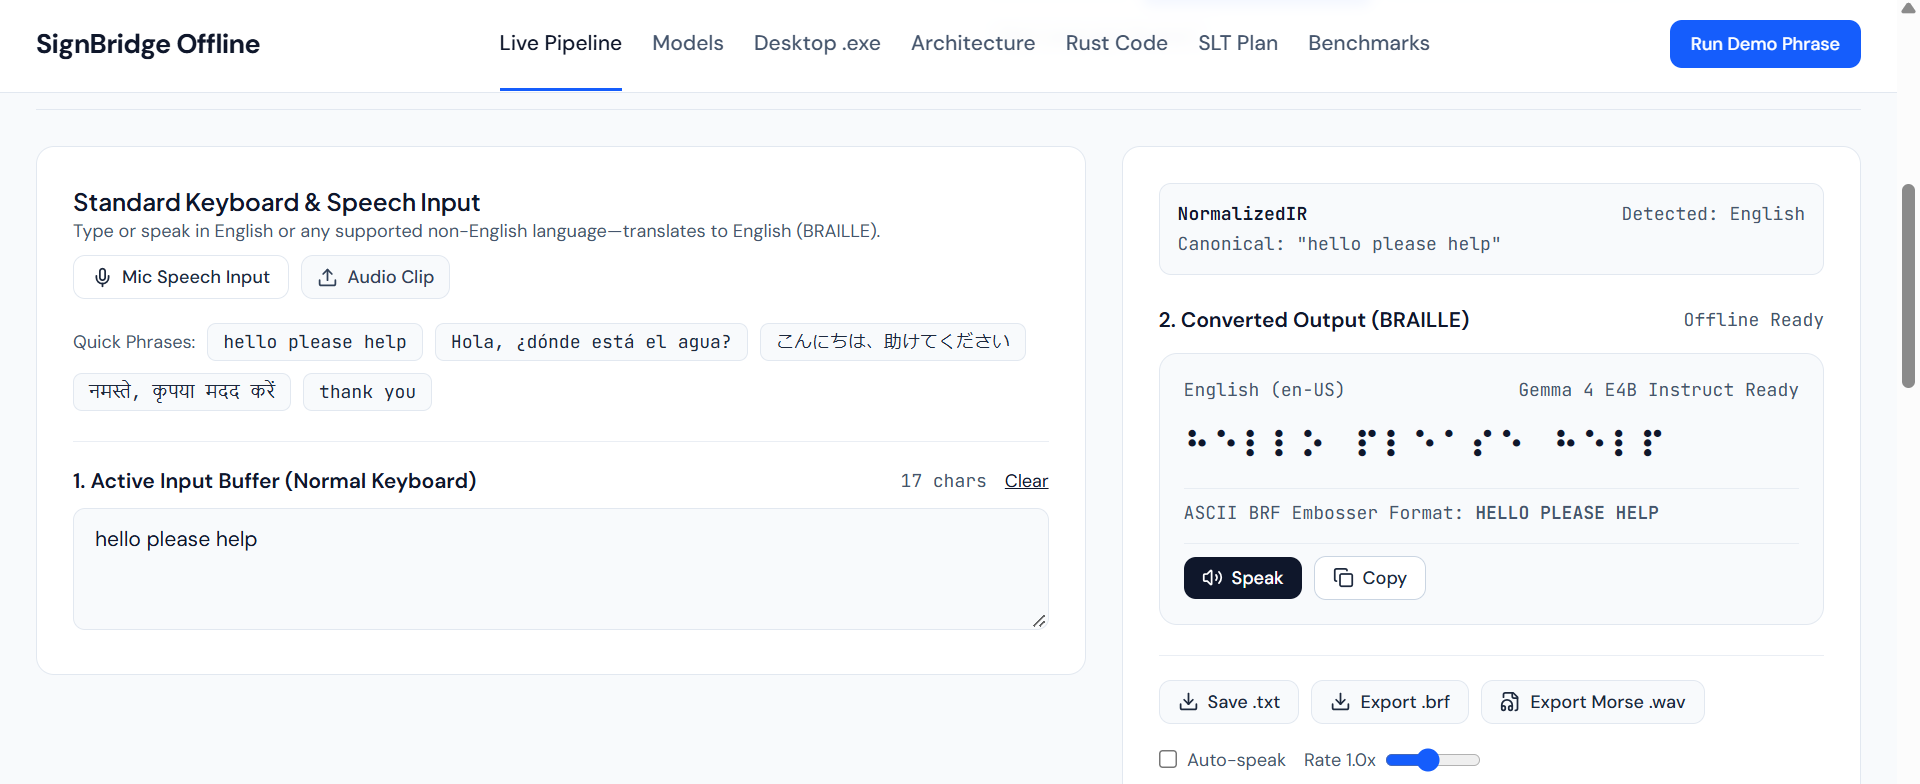 SignBridge Offline
Live Pipeline Models Desktop .exe Architecture Rust Code SLT Plan Benchmarks
Run Demo Phrase
Standard Keyboard & Speech Input
Type or speak in English or any supported non-English language—translates to English (BRAILLE).
Mic Speech Input Audio Clip
Quick Phrases: hello please help Hola, ¿dónde está el agua? こんにちは、助けてください
नमस्ते, कृपया मदद करें thank you
1. Active Input Buffer (Normal Keyboard) 17 chars Clear
hello please help
NormalizedIR Detected: English
Canonical: "hello please help"
2. Converted Output (BRAILLE) Offline Ready
English (en-US) Gemma 4 E4B Instruct Ready
⠓⠑⠇⠇⠕ ⠏⠇⠑⠁⠎⠑ ⠓⠑⠇⠏
ASCII BRF Embosser Format: HELLO PLEASE HELP
Speak Copy
Save .txt Export .brf Export Morse .wav
Auto-speak Rate 1.0x